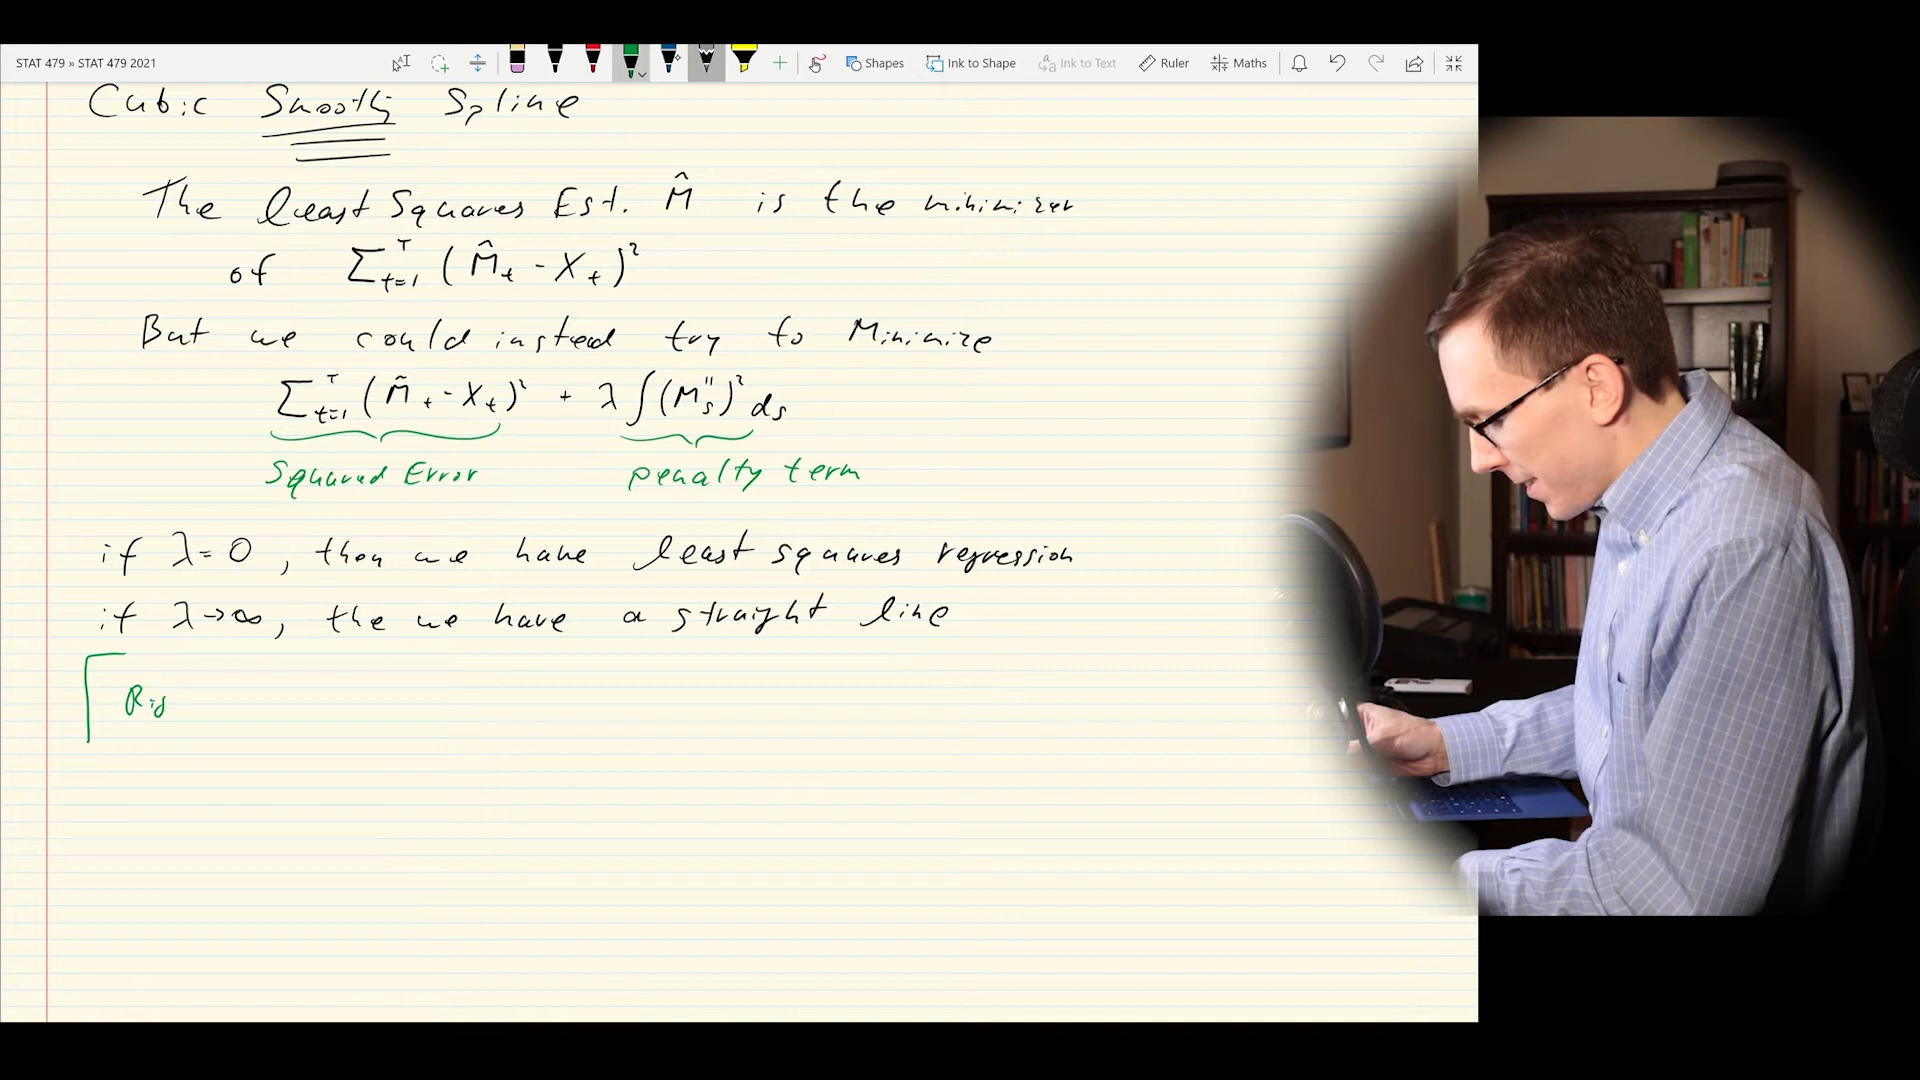 STAT 479 » STAT 479 2021
Shapes Ink to Shape Ink to Text Ruler Maths
Cubic Smooth Spline
The least Squares Est. M̂ is the minimizer
of Σ_{t=1}^T (M̂_t - X_t)²
But we could instead try to Minimize
Σ_{t=1}^T (M̃_t - X_t)² + λ ∫(M''_s)² ds
Squared Error penalty term
if λ = 0, then we have least squares regression
if λ → ∞, the we have a straight line
Rid